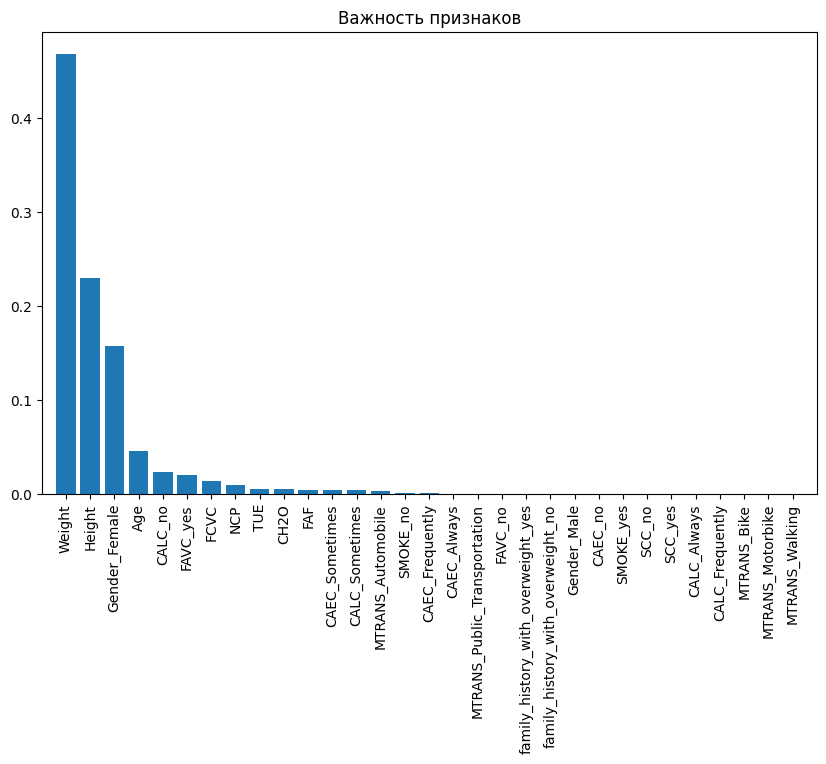 Важность признаков
0.4
0.3
0.2
0.1
0.0
Weight
Height
Gender_Female
Age
CALC_no
FAVC_yes
FCVC
NCP
TUE
CH2O
FAF
CAEC_Sometimes
CALC_Sometimes
MTRANS_Automobile
SMOKE_no
CAEC_Frequently
CAEC_Always
MTRANS_Public_Transportation
FAVC_no
family_history_with_overweight_yes
family_history_with_overweight_no
Gender_Male
CAEC_no
SMOKE_yes
SCC_no
SCC_yes
CALC_Always
CALC_Frequently
MTRANS_Bike
MTRANS_Motorbike
MTRANS_Walking